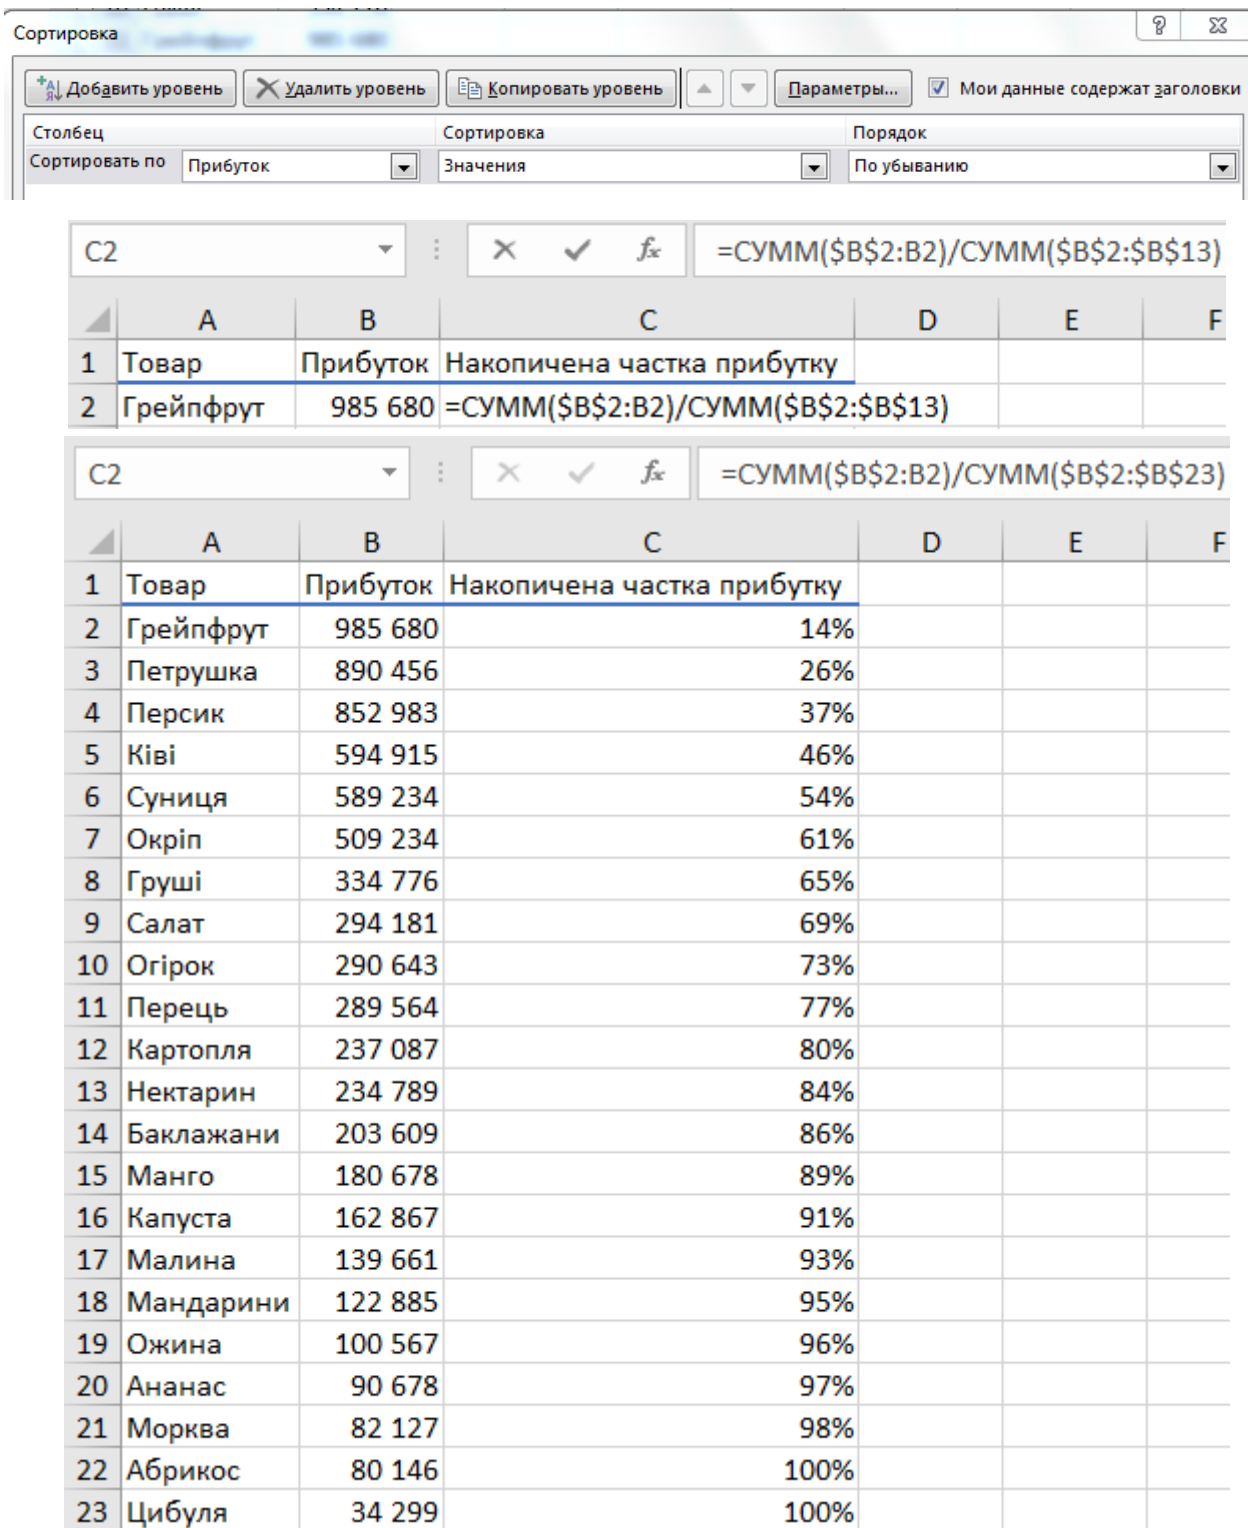 Сортировка
Добавить уровень Удалить уровень Копировать уровень Параметры... Мои данные содержат заголовки
Столбец Сортировка Порядок
Сортировать по Прибуток Значения По убыванию
C2 fx =СУММ($B$2:B2)/СУММ($B$2:$B$13)
A B C D E F
1 Товар Прибуток Накопичена частка прибутку
2 Грейпфрут 985 680 =СУММ($B$2:B2)/СУММ($B$2:$B$13)
C2 fx =СУММ($B$2:B2)/СУММ($B$2:$B$23)
A B C D E F
1 Товар Прибуток Накопичена частка прибутку
2 Грейпфрут 985 680 14%
3 Петрушка 890 456 26%
4 Персик 852 983 37%
5 Ківі 594 915 46%
6 Суниця 589 234 54%
7 Окріп 509 234 61%
8 Груші 334 776 65%
9 Салат 294 181 69%
10 Огірок 290 643 73%
11 Перець 289 564 77%
12 Картопля 237 087 80%
13 Нектарин 234 789 84%
14 Баклажани 203 609 86%
15 Манго 180 678 89%
16 Капуста 162 867 91%
17 Малина 139 661 93%
18 Мандарини 122 885 95%
19 Ожина 100 567 96%
20 Ананас 90 678 97%
21 Морква 82 127 98%
22 Абрикос 80 146 100%
23 Цибуля 34 299 100%